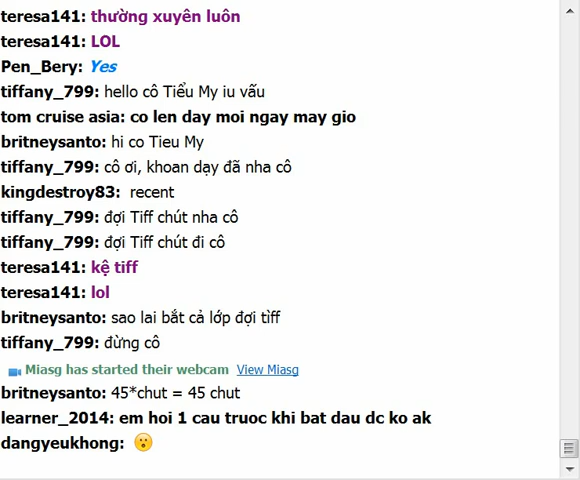 teresa141: thường xuyên luôn
teresa141: LOL
Pen_Bery: Yes
tiffany_799: hello cô Tiểu My iu vấu
tom cruise asia: co len day moi ngay may gio
britneysanto: hi co Tieu My
tiffany_799: cô ơi, khoan dạy đã nha cô
kingdestroy83: recent
tiffany_799: đợi Tiff chút nha cô
tiffany_799: đợi Tiff chút đi cô
teresa141: kệ tiff
teresa141: lol
britneysanto: sao lai bắt cả lớp đợi tìff
tiffany_799: đừng cô
Miasg has started their webcam View Miasg
britneysanto: 45*chut = 45 chut
learner_2014: em hoi 1 cau truoc khi bat dau dc ko ak
dangyeukhong: